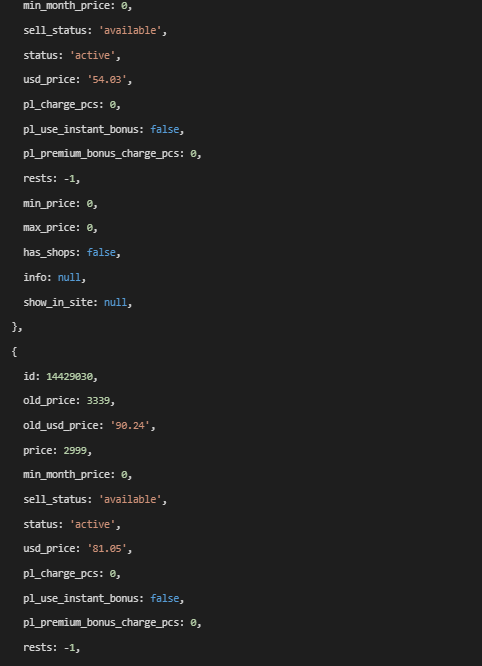 min_month_price: 0,
sell_status: 'available',
status: 'active',
usd_price: '54.03',
pl_charge_pcs: 0,
pl_use_instant_bonus: false,
pl_premium_bonus_charge_pcs: 0,
rests: -1,
min_price: 0,
max_price: 0,
has_shops: false,
info: null,
show_in_site: null,
},
{
id: 14429030,
old_price: 3339,
old_usd_price: '90.24',
price: 2999,
min_month_price: 0,
sell_status: 'available',
status: 'active',
usd_price: '81.05',
pl_charge_pcs: 0,
pl_use_instant_bonus: false,
pl_premium_bonus_charge_pcs: 0,
rests: -1,